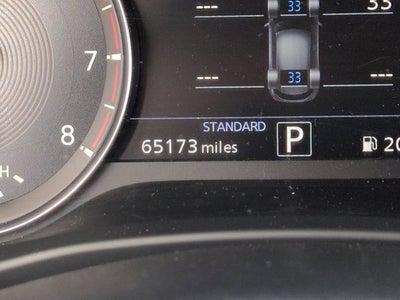 --- 33 33
7
--- 33 ---
8 STANDARD
65173 miles P 20
H